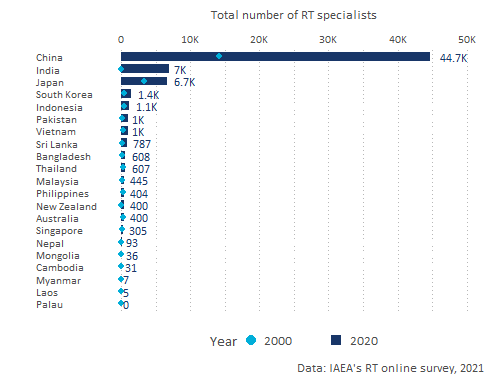 Total number of RT specialists
0 10K 20K 30K 40K 50K
China 44.7K
India 7K
Japan 6.7K
South Korea 1.4K
Indonesia 1.1K
Pakistan 1K
Vietnam 1K
Sri Lanka 787
Bangladesh 608
Thailand 607
Malaysia 445
Philippines 404
New Zealand 400
Australia 400
Singapore 305
Nepal 93
Mongolia 36
Cambodia 31
Myanmar 7
Laos 5
Palau 0
Year 2000 2020
Data: IAEA's RT online survey, 2021